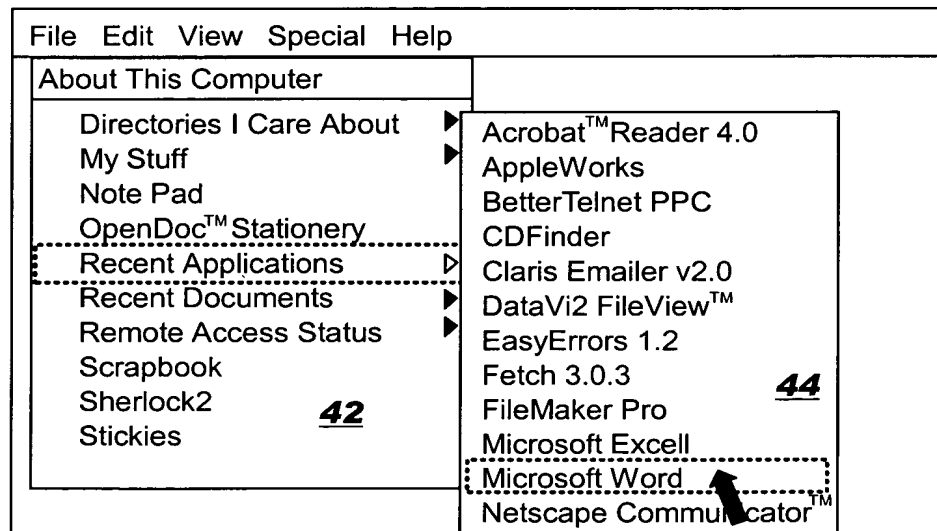 File Edit View Special Help
About This Computer
Directories I Care About
My Stuff
Note Pad
OpenDoc™ Stationery
Recent Applications
Recent Documents
Remote Access Status
Scrapbook
Sherlock2
Stickies
42
Acrobat™Reader 4.0
AppleWorks
BetterTelnet PPC
CDFinder
Claris Emailer v2.0
DataVi2 FileView™
EasyErrors 1.2
Fetch 3.0.3
FileMaker Pro
Microsoft Excell
Microsoft Word
Netscape Communicator™
44